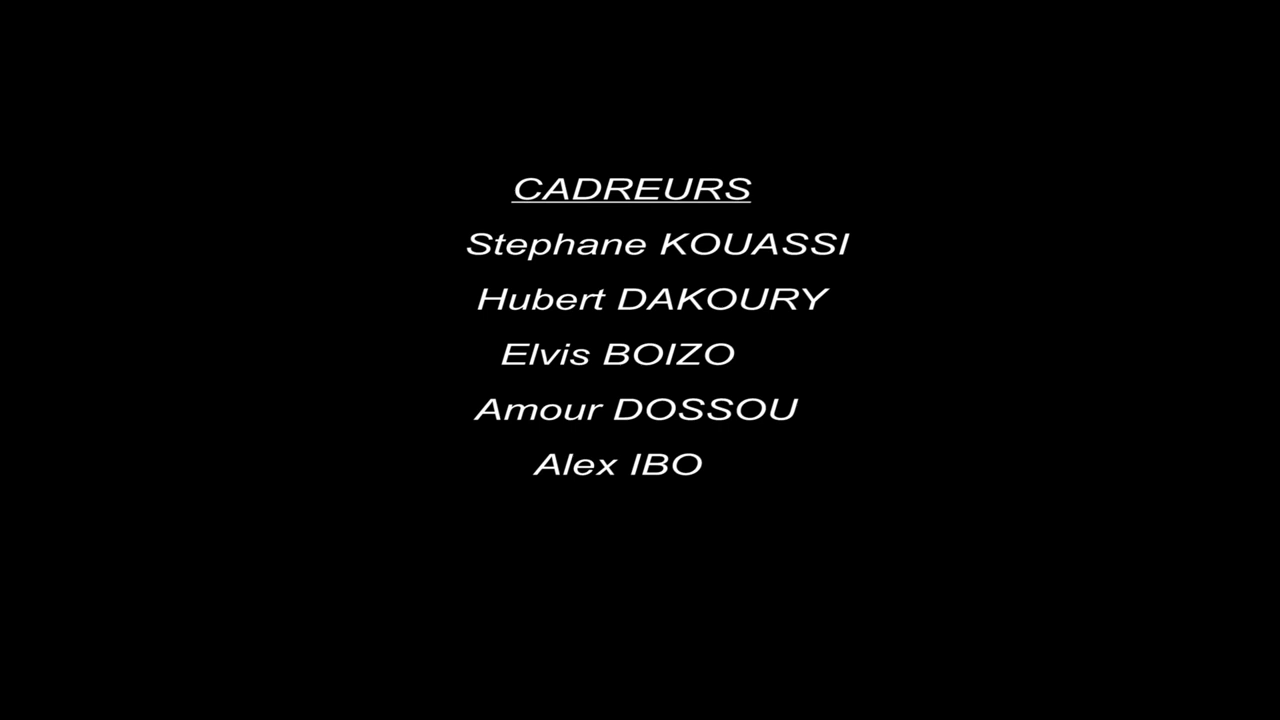 CADREURS
Stephane KOUASSI
Hubert DAKOURY
Elvis BOIZO
Amour DOSSOU
Alex IBO